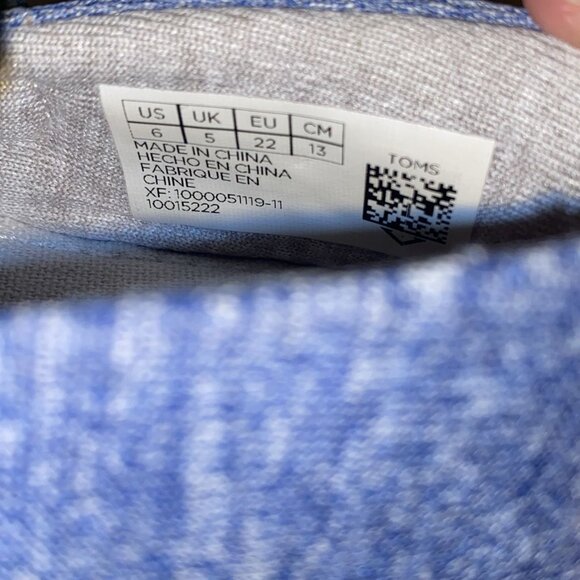 US UK EU CM
6 5 22 13
MADE IN CHINA
HECHO EN CHINA
FABRIQUE EN
CHINE
XF: 1000051119-11
10015222
TOMS